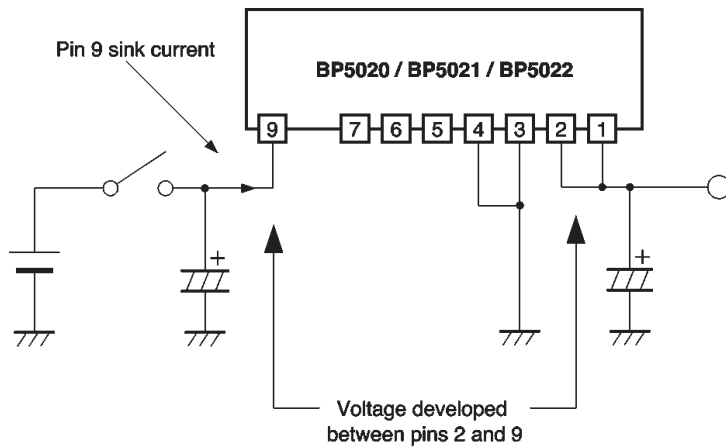 Pin 9 sink current
BP5020 / BP5021 / BP5022
9 7 6 5 4 3 2 1
+
+
Voltage developed
between pins 2 and 9